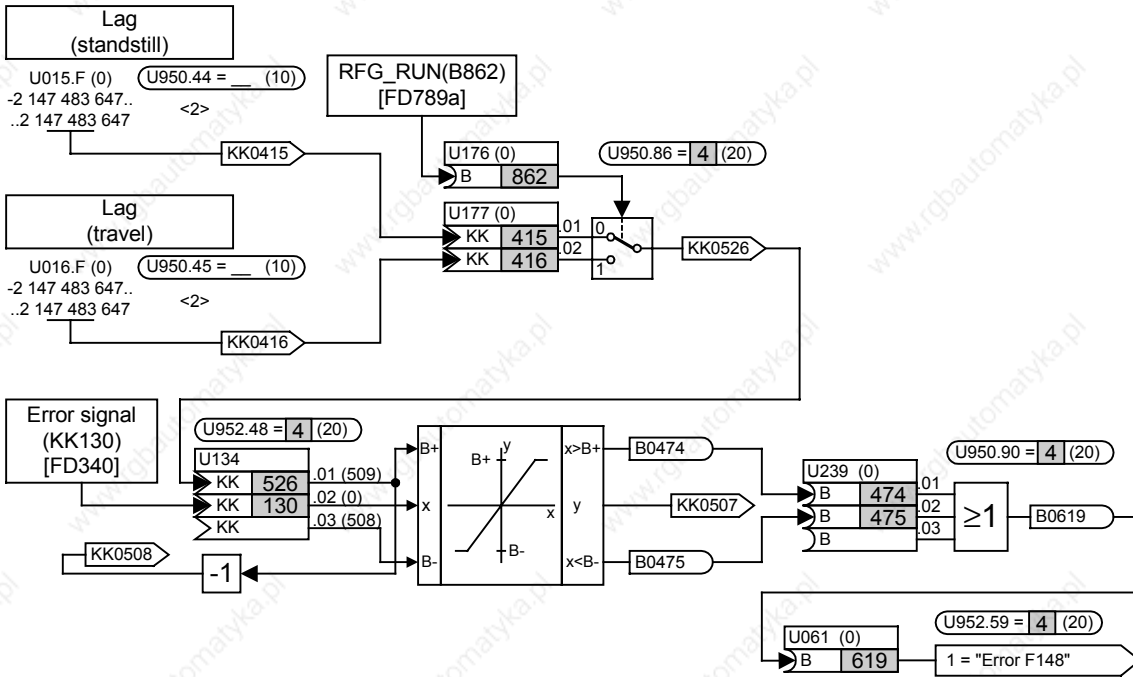 Lag
(standstill)
U015.F (0)
U950.44 = __ (10)
-2 147 483 647..
..2 147 483 647
<2>
KK0415
RFG_RUN(B862)
[FD789a]
U176 (0)
B 862
U950.86 = 4 (20)
U177 (0)
KK 415 .01
KK 416 .02
0
1
KK0526
Lag
(travel)
U016.F (0)
U950.45 = __ (10)
-2 147 483 647..
..2 147 483 647
<2>
KK0416
Error signal
(KK130)
[FD340]
U952.48 = 4 (20)
U134
KK 526 .01 (509)
KK 130 .02 (0)
KK .03 (508)
KK0508
-1
B+
x
B-
B+
y
x
B-
x>B+
y
x<B-
B0474
KK0507
B0475
U950.90 = 4 (20)
U239 (0)
B 474 .01
B 475 .02
B .03
≥1
B0619
U952.59 = 4 (20)
U061 (0)
B 619
1 = "Error F148"
www.rgbautomatyka.pl